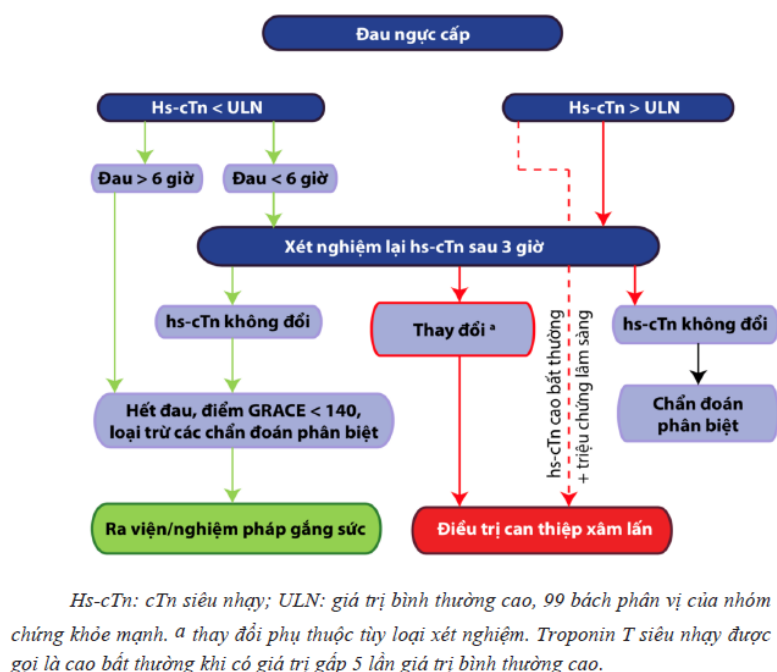 Đau ngực cấp
Hs-cTn < ULN
Hs-cTn > ULN
Đau > 6 giờ
Đau < 6 giờ
Xét nghiệm lại hs-cTn sau 3 giờ
hs-cTn không đổi
Thay đổi ᵃ
hs-cTn cao bất thường
+ triệu chứng lâm sàng
hs-cTn không đổi
Hết đau, điểm GRACE < 140,
loại trừ các chẩn đoán phân biệt
Chẩn đoán
phân biệt
Ra viện/nghiệm pháp gắng sức
Điều trị can thiệp xâm lấn
Hs-cTn: cTn siêu nhạy; ULN: giá trị bình thường cao, 99 bách phân vị của nhóm
chứng khỏe mạnh. ᵃ thay đổi phụ thuộc tùy loại xét nghiệm. Troponin T siêu nhạy được
gọi là cao bất thường khi có giá trị gấp 5 lần giá trị bình thường cao.